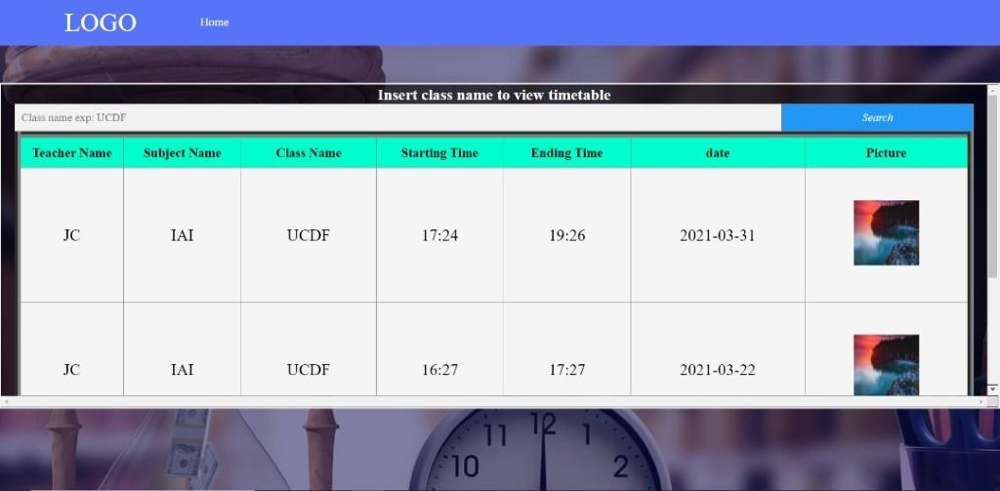 LOGO Home
Insert class name to view timetable
Class name exp: UCDF Search
Teacher Name Subject Name Class Name Starting Time Ending Time date Picture
JC IAI UCDF 17:24 19:26 2021-03-31
JC IAI UCDF 16:27 17:27 2021-03-22
11 12 1
10 2